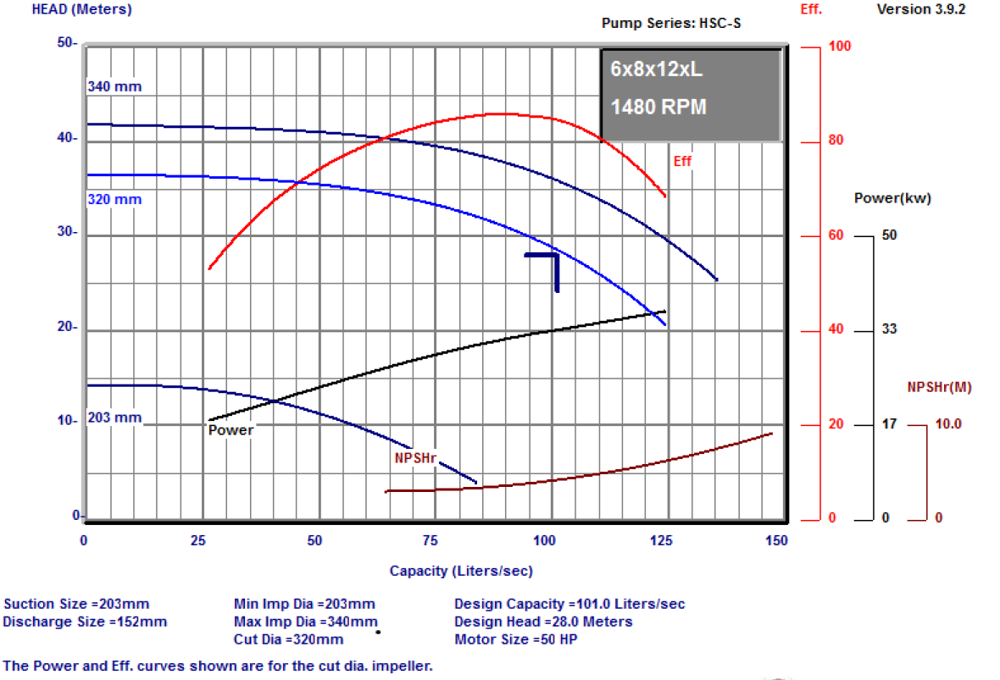 HEAD (Meters)
Eff.
Version 3.9.2
Pump Series: HSC-S
50-
100
6x8x12xL
340 mm
1480 RPM
40-
80
Eff
320 mm
Power(kw)
30-
60
50
20-
40
33
NPSHr(M)
203 mm
10-
20
17
10.0
Power
NPSHr
0-
0
0
0
0
25
50
75
100
125
150
Capacity (Liters/sec)
Suction Size =203mm
Min Imp Dia =203mm
Design Capacity =101.0 Liters/sec
Discharge Size =152mm
Max Imp Dia =340mm
Design Head =28.0 Meters
Cut Dia =320mm
Motor Size =50 HP
The Power and Eff. curves shown are for the cut dia. impeller.